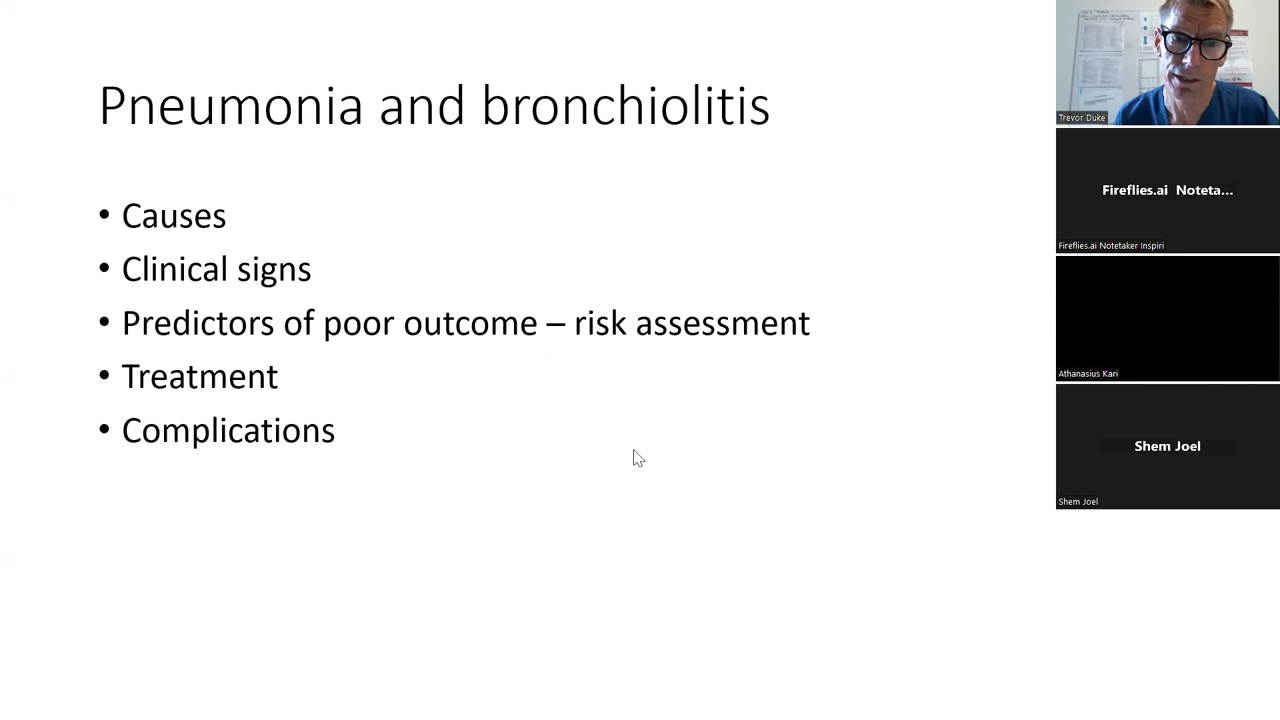 Pneumonia and bronchiolitis
• Causes
• Clinical signs
• Predictors of poor outcome – risk assessment
• Treatment
• Complications
Trevor Duke
Fireflies.ai Noteta...
Fireflies.ai Notetaker Inspiri
Athanasius Kari
Shem Joel
Shem Joel